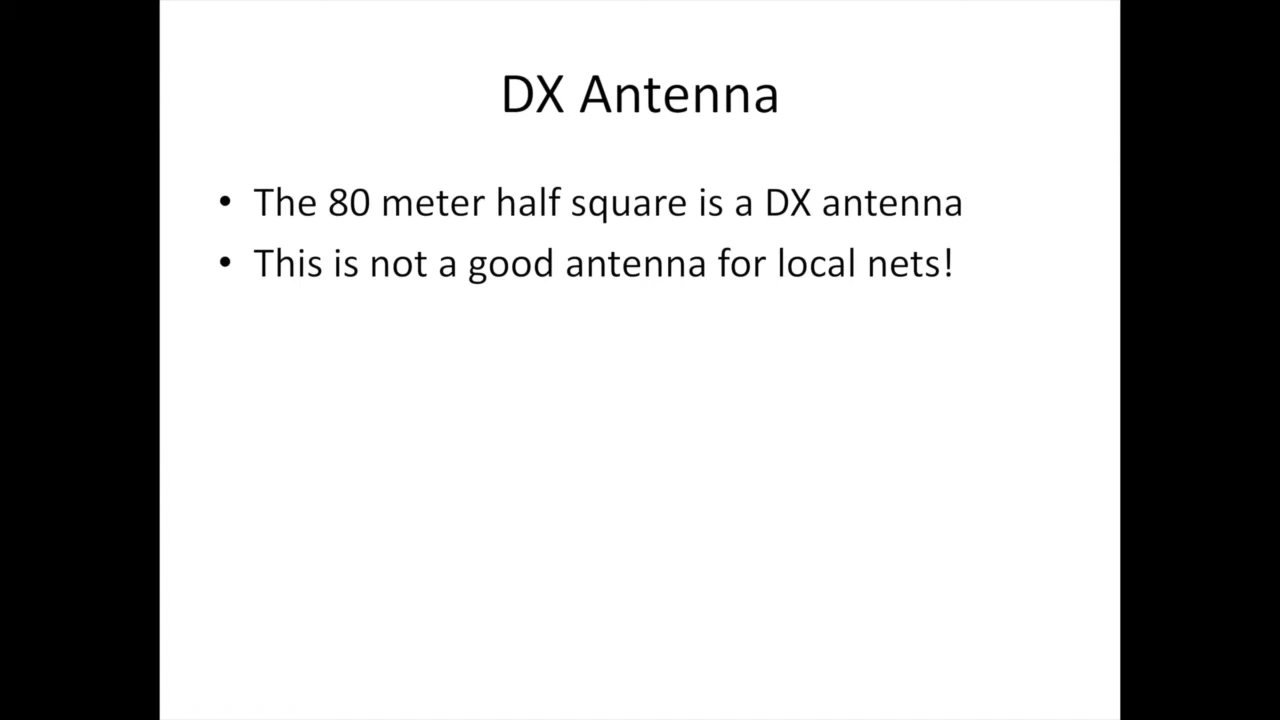 DX Antenna
• The 80 meter half square is a DX antenna
• This is not a good antenna for local nets!